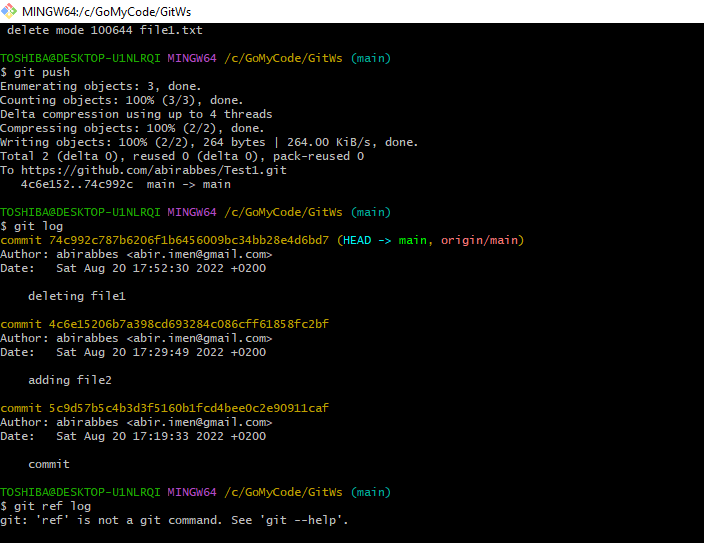 MINGW64:/c/GoMyCode/GitWs
delete mode 100644 file1.txt
TOSHIBA@DESKTOP-U1NLRQI MINGW64 /c/GoMyCode/GitWs (main)
$ git push
Enumerating objects: 3, done.
Counting objects: 100% (3/3), done.
Delta compression using up to 4 threads
Compressing objects: 100% (2/2), done.
Writing objects: 100% (2/2), 264 bytes | 264.00 KiB/s, done.
Total 2 (delta 0), reused 0 (delta 0), pack-reused 0
To https://github.com/abirabbes/Test1.git
   4c6e152..74c992c  main -> main
TOSHIBA@DESKTOP-U1NLRQI MINGW64 /c/GoMyCode/GitWs (main)
$ git log
commit 74c992c787b6206f1b6456009bc34bb28e4d6bd7 (HEAD -> main, origin/main)
Author: abirabbes <abir.imen@gmail.com>
Date:   Sat Aug 20 17:52:30 2022 +0200
    deleting file1
commit 4c6e15206b7a398cd693284c086cff61858fc2bf
Author: abirabbes <abir.imen@gmail.com>
Date:   Sat Aug 20 17:29:49 2022 +0200
    adding file2
commit 5c9d57b5c4b3d3f5160b1fcd4bee0c2e90911caf
Author: abirabbes <abir.imen@gmail.com>
Date:   Sat Aug 20 17:19:33 2022 +0200
    commit
TOSHIBA@DESKTOP-U1NLRQI MINGW64 /c/GoMyCode/GitWs (main)
$ git ref log
git: 'ref' is not a git command. See 'git --help'.